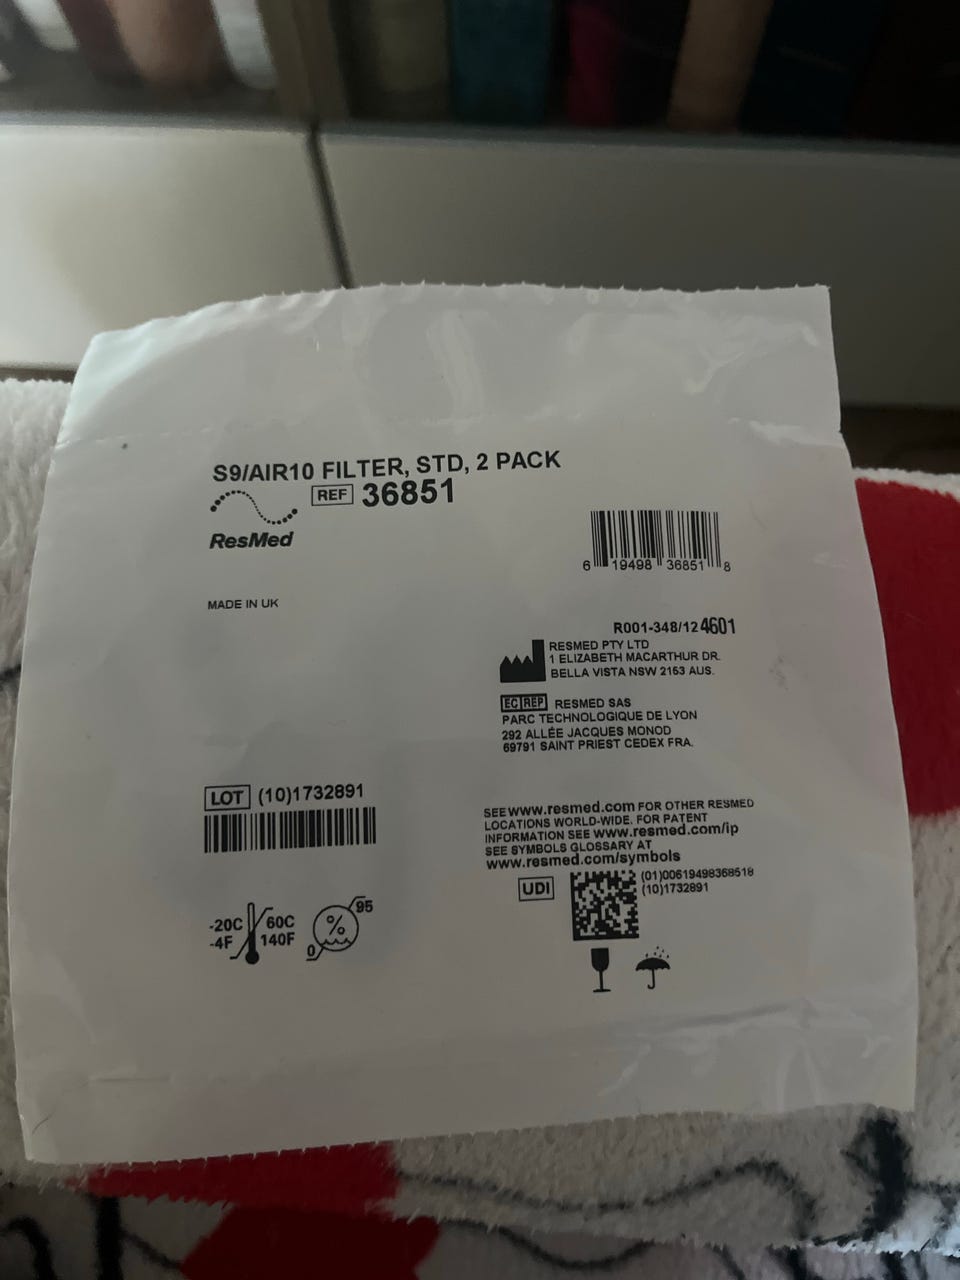 S9/AIR10 FILTER, STD, 2 PACK
REF 36851
ResMed
6 19498 36851 8
MADE IN UK
R001-348/12 4601
RESMED PTY LTD
1 ELIZABETH MACARTHUR DR.
BELLA VISTA NSW 2153 AUS.
EC REP RESMED SAS
PARC TECHNOLOGIQUE DE LYON
292 ALLÉE JACQUES MONOD
69791 SAINT PRIEST CEDEX FRA.
LOT (10)1732891
SEE www.resmed.com FOR OTHER RESMED
LOCATIONS WORLD-WIDE. FOR PATENT
INFORMATION SEE www.resmed.com/ip
SEE SYMBOLS GLOSSARY AT
www.resmed.com/symbols
UDI (01)00619498368518
(10)1732891
-20C 60C
-4F 140F
% 95
0